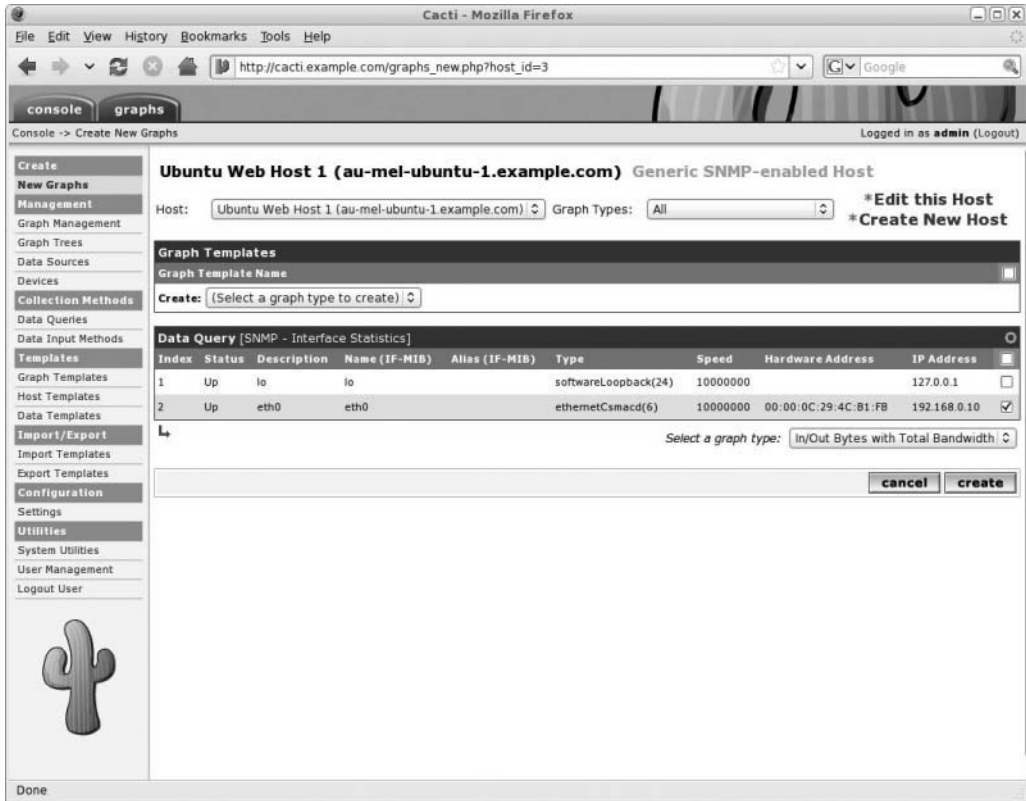 Cacti - Mozilla Firefox
File Edit View History Bookmarks Tools Help
http://cacti.example.com/graphs_new.php?host_id=3
G Google
console graphs
Console -> Create New Graphs
Logged in as admin (Logout)
Create
New Graphs
Management
Graph Management
Graph Trees
Data Sources
Devices
Collection Methods
Data Queries
Data Input Methods
Templates
Graph Templates
Host Templates
Data Templates
Import/Export
Import Templates
Export Templates
Configuration
Settings
Utilities
System Utilities
User Management
Logout User
Ubuntu Web Host 1 (au-mel-ubuntu-1.example.com) Generic SNMP-enabled Host
Host: Ubuntu Web Host 1 (au-mel-ubuntu-1.example.com) Graph Types: All
*Edit this Host
*Create New Host
Graph Templates
Graph Template Name
Create: (Select a graph type to create)
Data Query [SNMP - Interface Statistics]
Index Status Description Name (IF-MIB) Alias (IF-MIB) Type Speed Hardware Address IP Address
1 Up lo lo softwareLoopback(24) 10000000 127.0.0.1
2 Up eth0 eth0 ethernetCsmacd(6) 10000000 00:00:0C:29:4C:B1:FB 192.168.0.10
Select a graph type: In/Out Bytes with Total Bandwidth
cancel create
Done